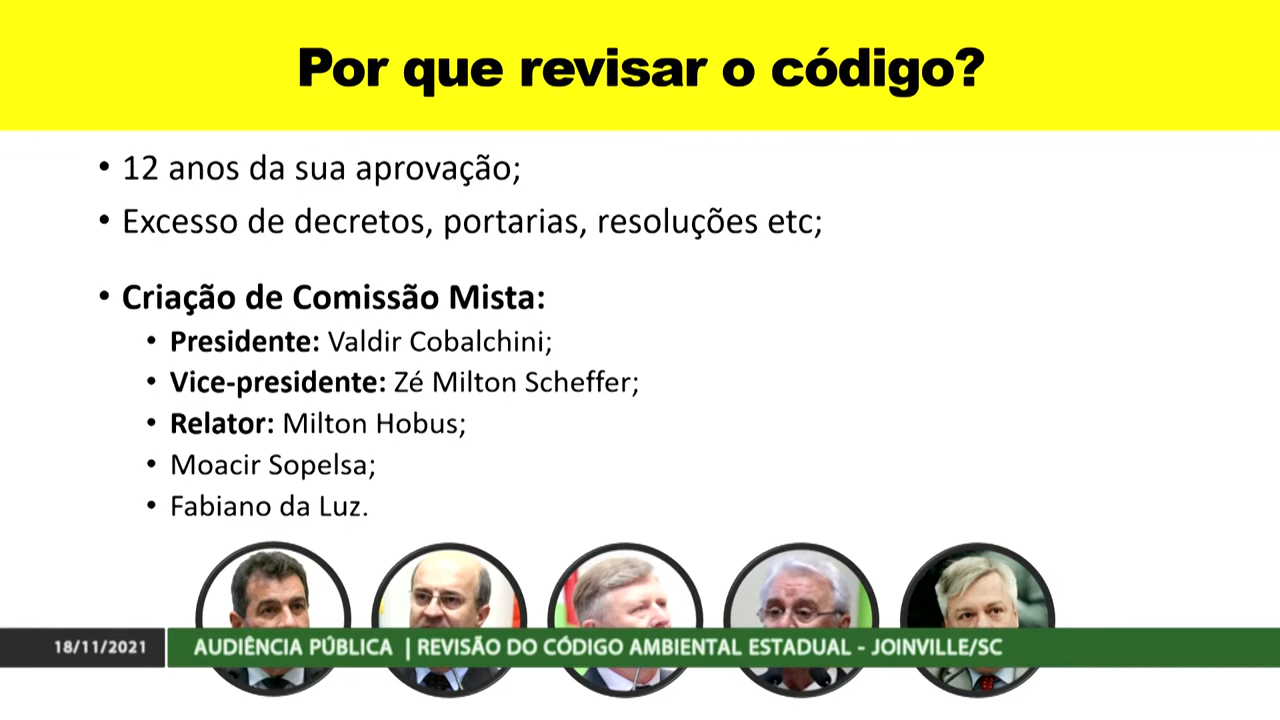 Por que revisar o código?
• 12 anos da sua aprovação;
• Excesso de decretos, portarias, resoluções etc;
• Criação de Comissão Mista:
• Presidente: Valdir Cobalchini;
• Vice-presidente: Zé Milton Scheffer;
• Relator: Milton Hobus;
• Moacir Sopelsa;
• Fabiano da Luz.
18/11/2021 AUDIÊNCIA PÚBLICA | REVISÃO DO CÓDIGO AMBIENTAL ESTADUAL - JOINVILLE/SC